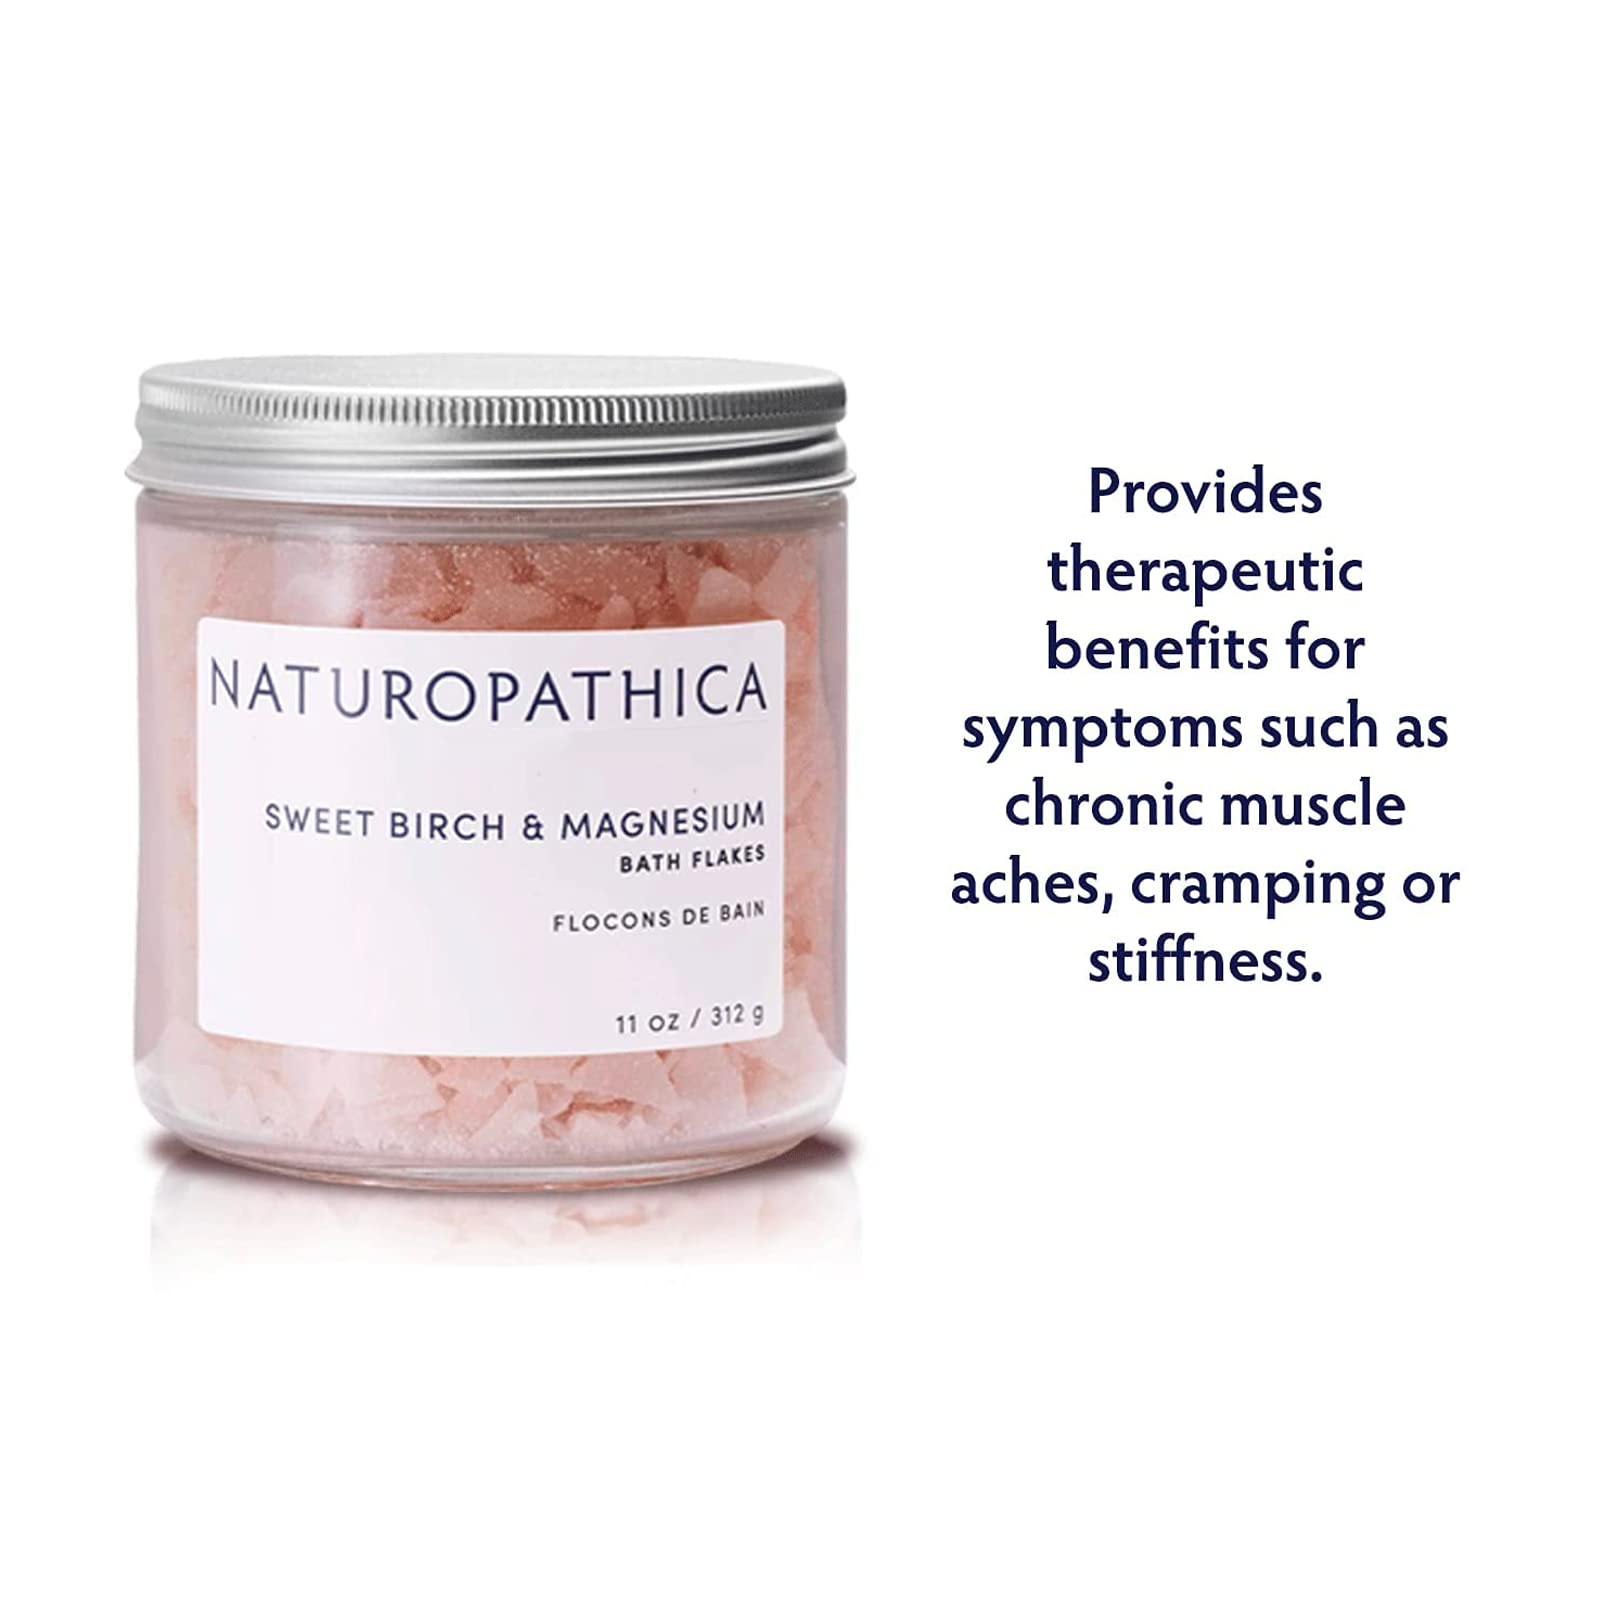 NATUROPATHICA
SWEET BIRCH & MAGNESIUM
BATH FLAKES
FLOCONS DE BAIN
11 oz / 312 g
Provides
therapeutic
benefits for
symptoms such as
chronic muscle
aches, cramping or
stiffness.